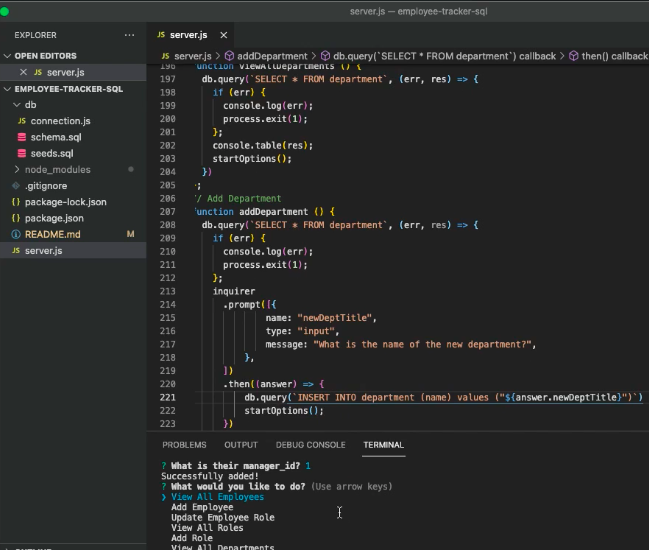 server.js — employee-tracker-sql
EXPLORER
OPEN EDITORS
JS server.js
EMPLOYEE-TRACKER-SQL
db
JS connection.js
schema.sql
seeds.sql
node_modules
.gitignore
{} package-lock.json
{} package.json
README.md M
JS server.js
JS server.js
JS server.js > addDepartment > db.query(`SELECT * FROM department`) callback > then() callback
196 unction viewAllDepartments () {
197 db.query(`SELECT * FROM department`, (err, res) => {
198 if (err) {
199 console.log(err);
200 process.exit(1);
201 };
202 console.table(res);
203 startOptions();
204 })
205 ;
206 '/ Add Department
207 unction addDepartment () {
208 db.query(`SELECT * FROM department`, (err, res) => {
209 if (err) {
210 console.log(err);
211 process.exit(1);
212 };
213 inquirer
214 .prompt([{
215 name: "newDeptTitle",
216 type: "input",
217 message: "What is the name of the new department?",
218 },
219 ])
220 .then((answer) => {
221 db.query(`INSERT INTO department (name) values ("${answer.newDeptTitle}")`)
222 startOptions();
223 })
PROBLEMS OUTPUT DEBUG CONSOLE TERMINAL
? What is their manager_id? 1
Successfully added!
? What would you like to do? (Use arrow keys)
❯ View All Employees
Add Employee
Update Employee Role
View All Roles
Add Role
View All Departments